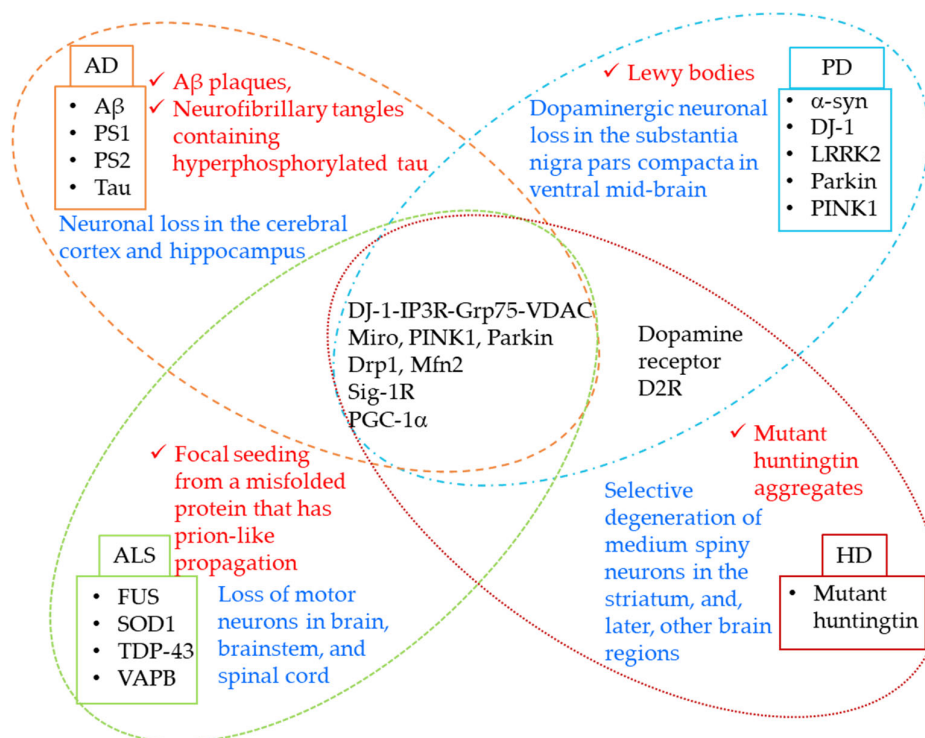 AD
• Aβ
• PS1
• PS2
• Tau
✓ Aβ plaques,
✓ Neurofibrillary tangles
containing
hyperphosphorylated tau
Neuronal loss in the cerebral
cortex and hippocampus
✓ Lewy bodies
Dopaminergic neuronal
loss in the substantia
nigra pars compacta in
ventral mid-brain
PD
• α-syn
• DJ-1
• LRRK2
• Parkin
• PINK1
DJ-1-IP3R-Grp75-VDAC
Miro, PINK1, Parkin
Drp1, Mfn2
Sig-1R
PGC-1α
Dopamine
receptor
D2R
✓ Focal seeding
from a misfolded
protein that has
prion-like
propagation
ALS
• FUS
• SOD1
• TDP-43
• VAPB
Loss of motor
neurons in brain,
brainstem, and
spinal cord
✓ Mutant
huntingtin
aggregates
Selective
degeneration of
medium spiny
neurons in the
striatum, and,
later, other brain
regions
HD
• Mutant
huntingtin